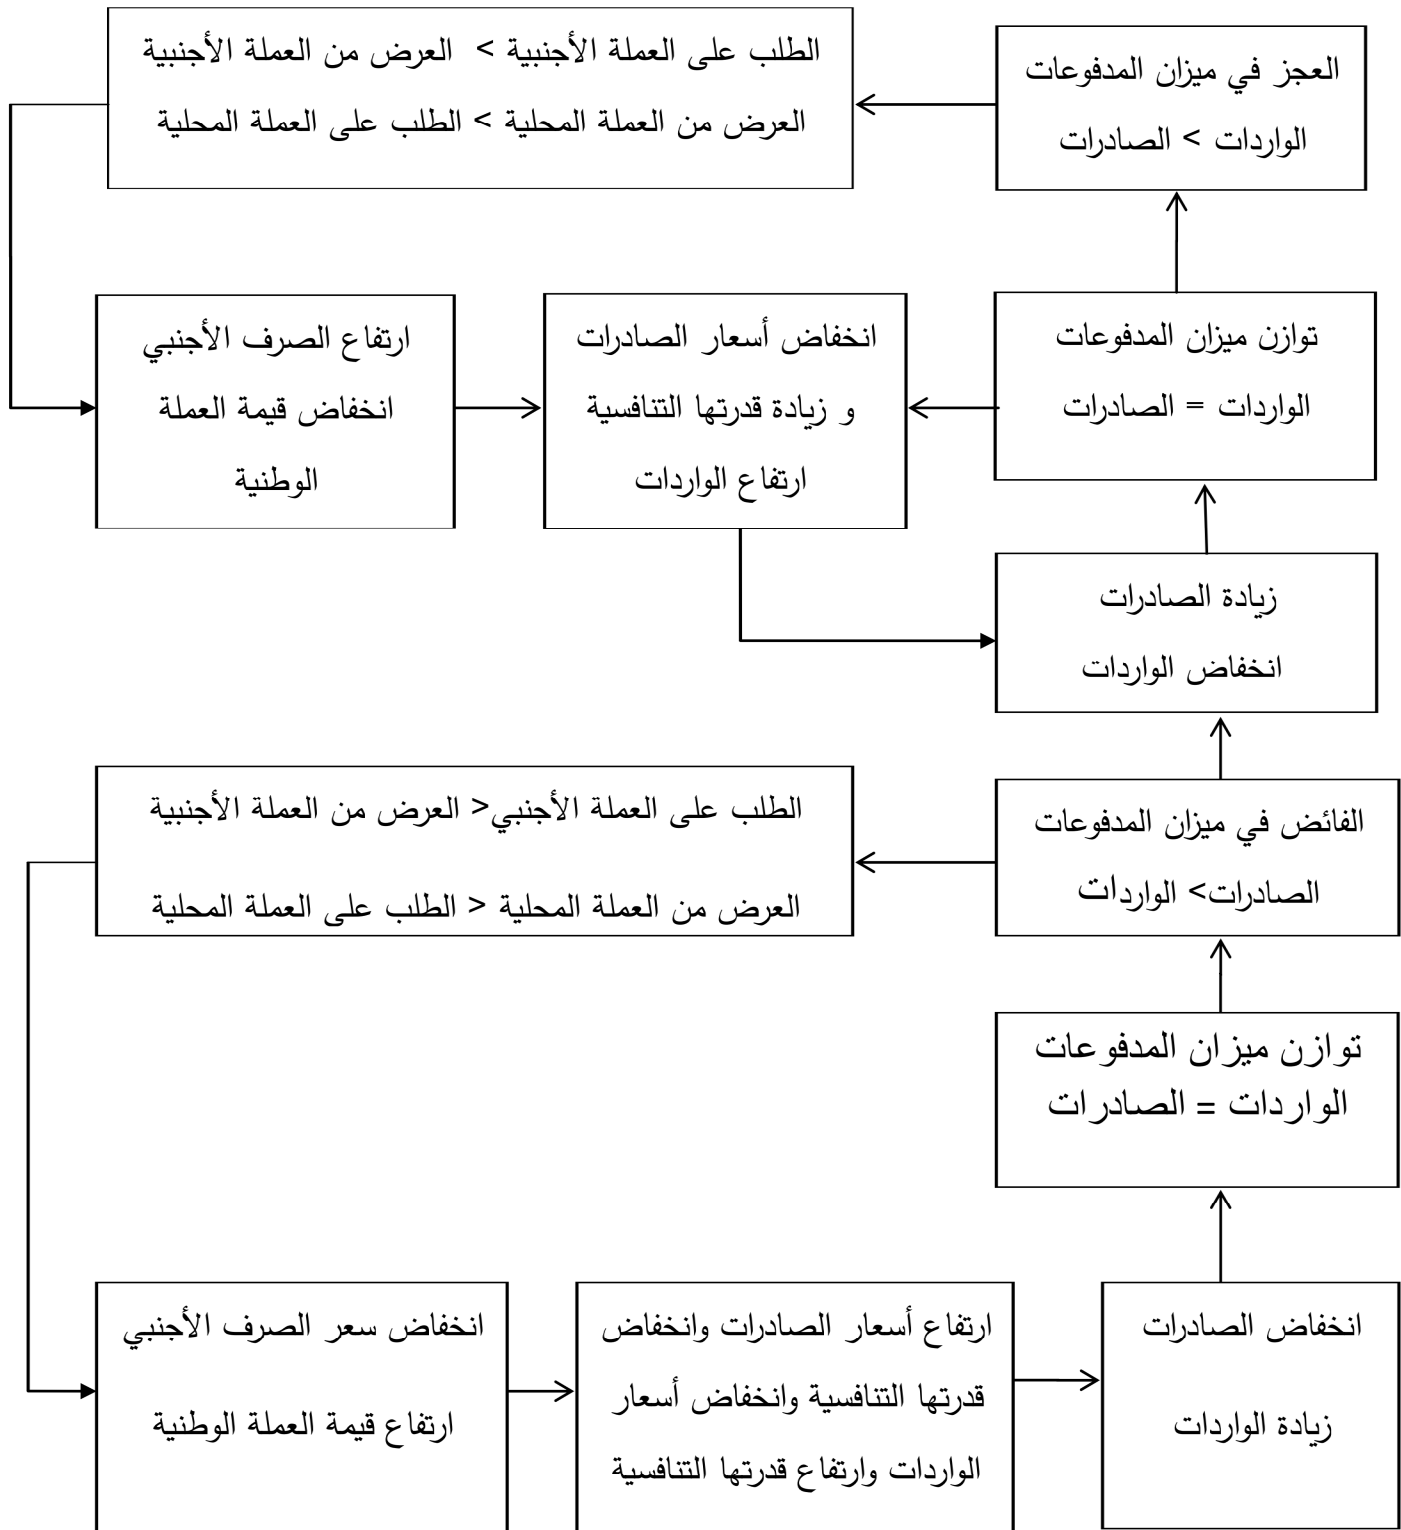 الطلب على العملة الأجنبية > العرض من العملة الأجنبية
العرض من العملة المحلية > الطلب على العملة المحلية
العجز في ميزان المدفوعات
الواردات > الصادرات
ارتفاع الصرف الأجنبي
انخفاض قيمة العملة
الوطنية
انخفاض أسعار الصادرات
و زيادة قدرتها التنافسية
ارتفاع الواردات
توازن ميزان المدفوعات
الواردات = الصادرات
زيادة الصادرات
انخفاض الواردات
الطلب على العملة الأجنبي< العرض من العملة الأجنبية
العرض من العملة المحلية < الطلب على العملة المحلية
الفائض في ميزان المدفوعات
الصادرات> الواردات
توازن ميزان المدفوعات
الواردات = الصادرات
انخفاض سعر الصرف الأجنبي
ارتفاع قيمة العملة الوطنية
ارتفاع أسعار الصادرات وانخفاض
قدرتها التنافسية وانخفاض أسعار
الواردات وارتفاع قدرتها التنافسية
انخفاض الصادرات
زيادة الواردات